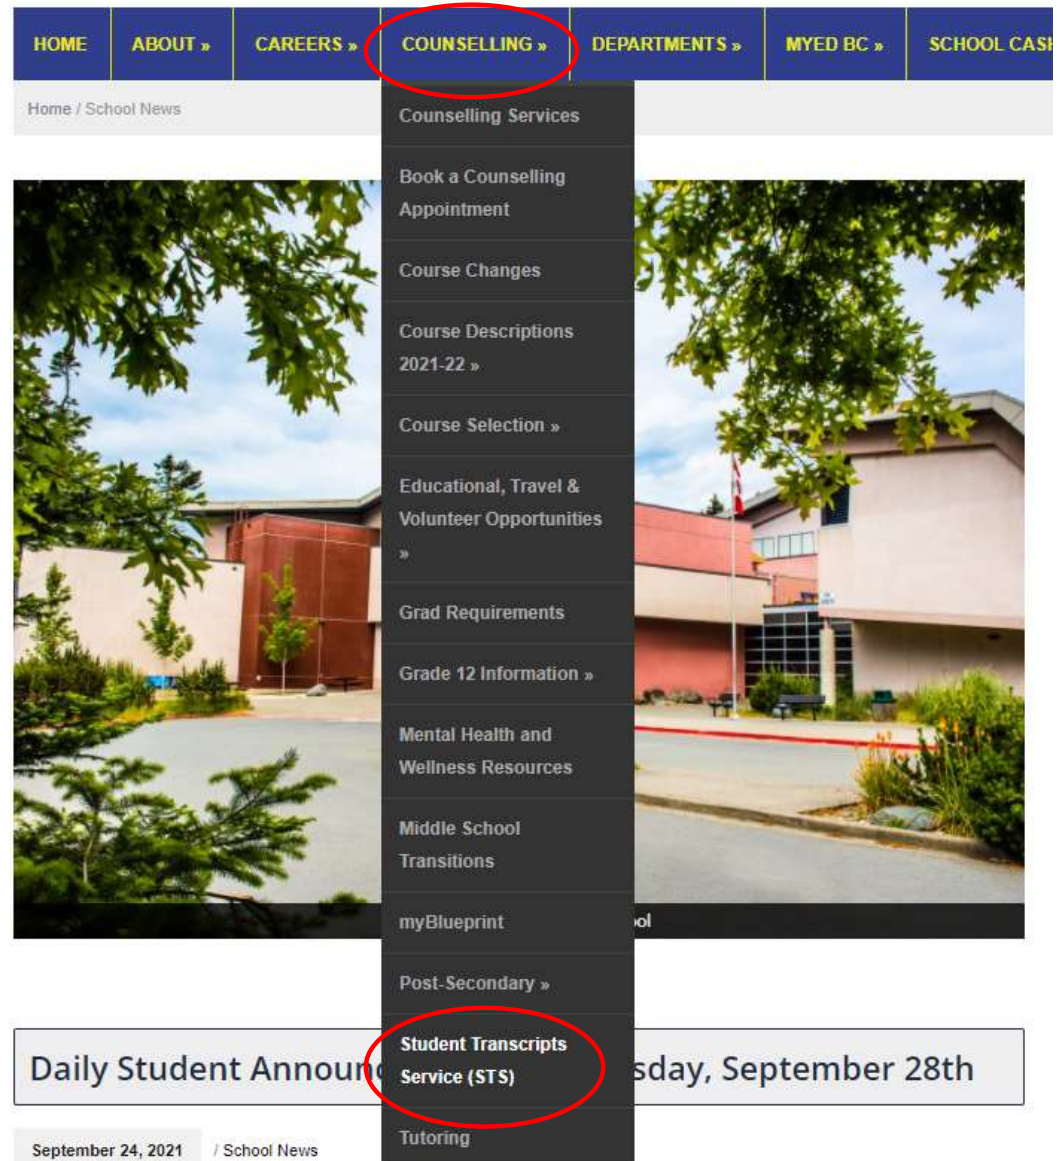 HOME ABOUT » CAREERS » COUNSELLING » DEPARTMENTS » MYED BC » SCHOOL
Home / School News
Counselling Services
Book a Counselling
Appointment
Course Changes
Course Descriptions
2021-22 »
Course Selection »
Educational, Travel &
Volunteer Opportunities
»
Grad Requirements
Grade 12 Information »
Mental Health and
Wellness Resources
Middle School
Transitions
myBlueprint
Post-Secondary »
Student Transcripts
Service (STS)
Tutoring
Daily Student September 28th
September 24, 2021 / School News